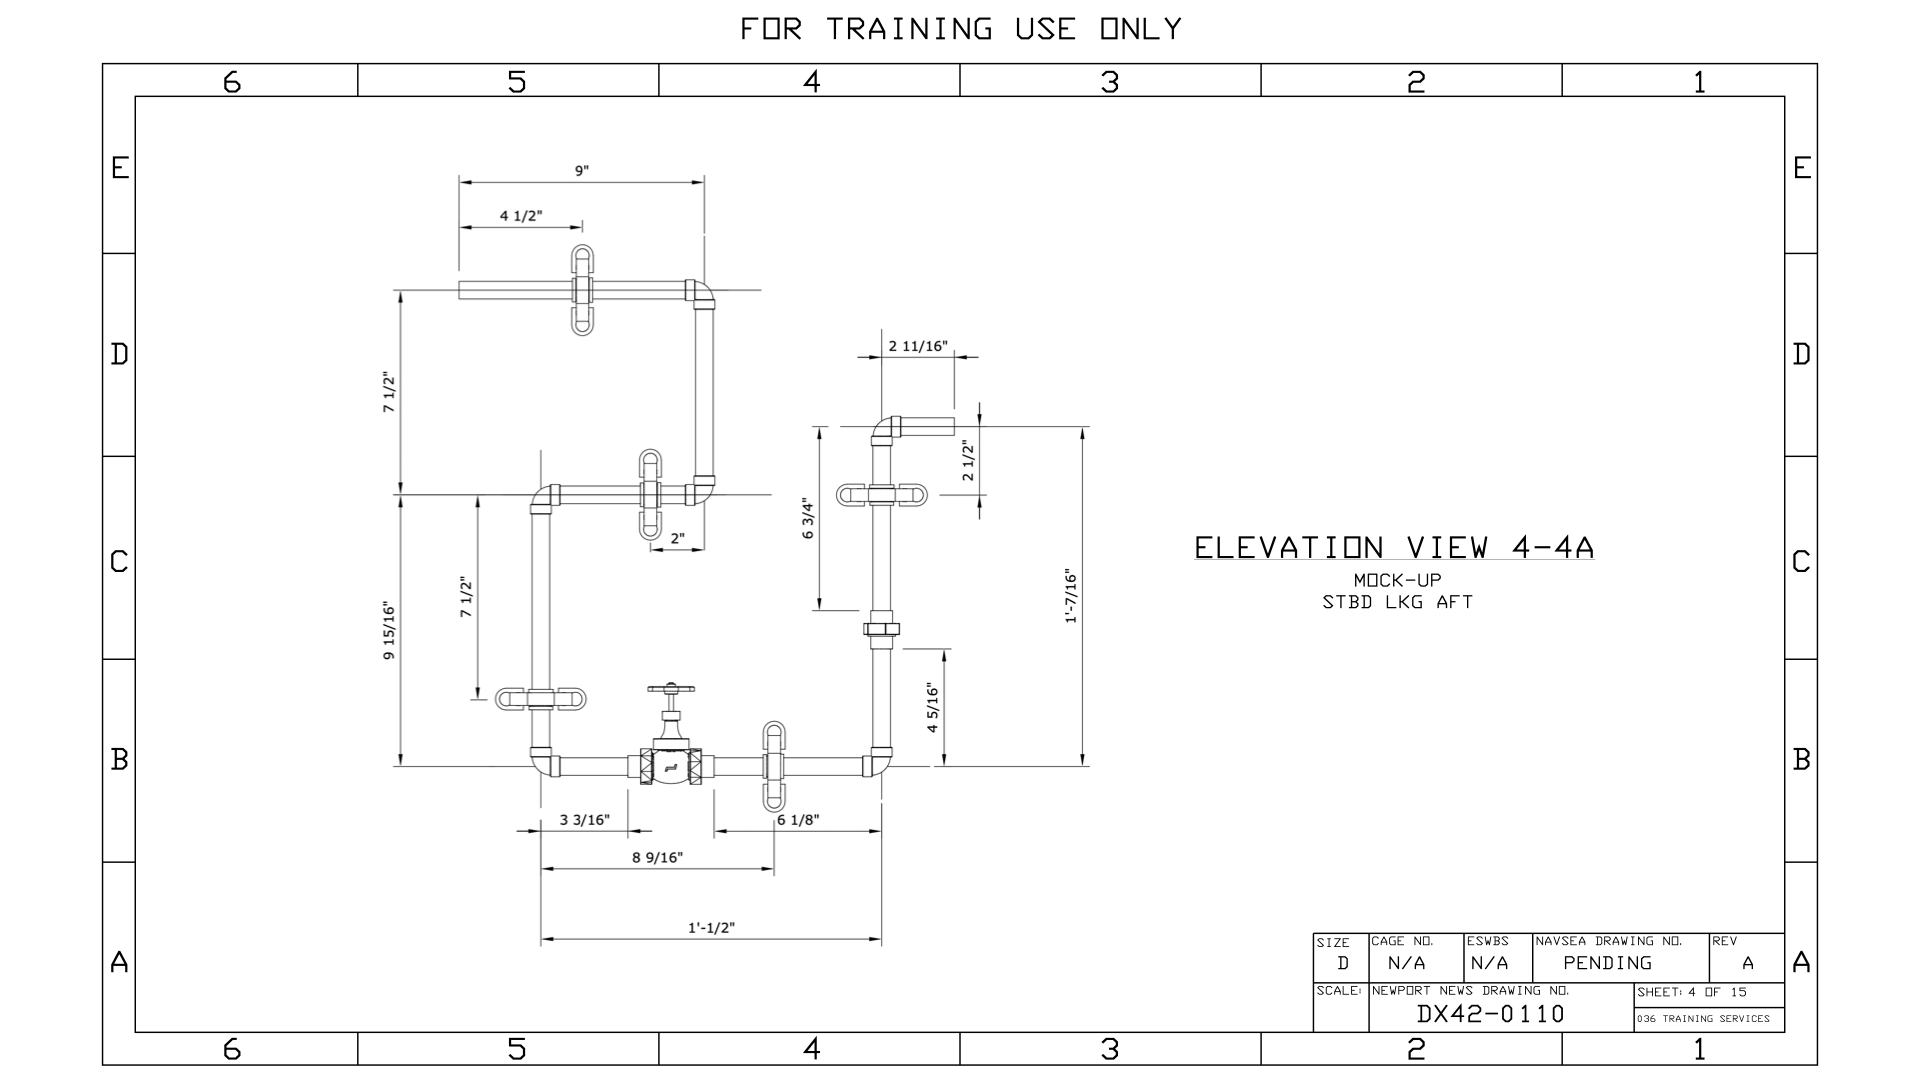 FOR TRAINING USE ONLY
6 5 4 3 2 1
E E
D D
C C
B B
A A
9"
4 1/2"
7 1/2"
2 11/16"
2 1/2"
6 3/4"
2"
1'-7/16"
7 1/2"
9 15/16"
4 5/16"
3 3/16"
6 1/8"
8 9/16"
1'-1/2"
ELEVATION VIEW 4-4A
MOCK-UP
STBD LKG AFT
SIZE CAGE NO. ESWBS NAVSEA DRAWING NO. REV
D N/A N/A PENDING A
SCALE: NEWPORT NEWS DRAWING NO. SHEET: 4 OF 15
DX42-0110 036 TRAINING SERVICES
6 5 4 3 2 1